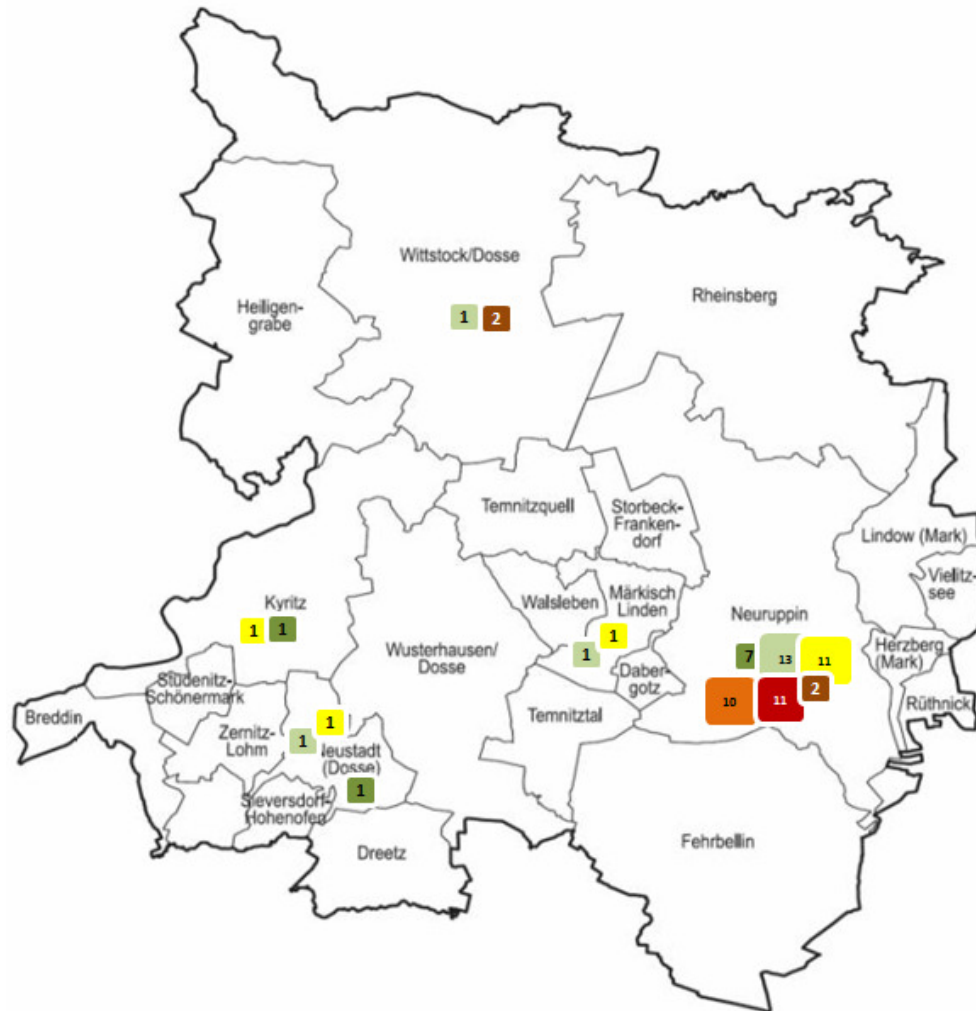 Wittstock/Dosse
Rheinsberg
Heiligen-
grabe
1
2
Temnitzquell
Storbeck-
Franken-
dorf
Lindow (Mark)
Vielitz-
see
Walsleben
Märkisch
Linden
Kyritz
1
1
Neuruppin
Wusterhausen/
Dosse
1
1
Herzberg
(Mark)
7
13
11
Daber-
gotz
Studenitz-
Schönermark
10
11
2
Rüthnick
Breddin
Temnitztal
1
Zernitz-
Lohm
1
Neustadt
(Dosse)
1
Sieversdorf-
Hohenofen
Fehrbellin
Dreetz